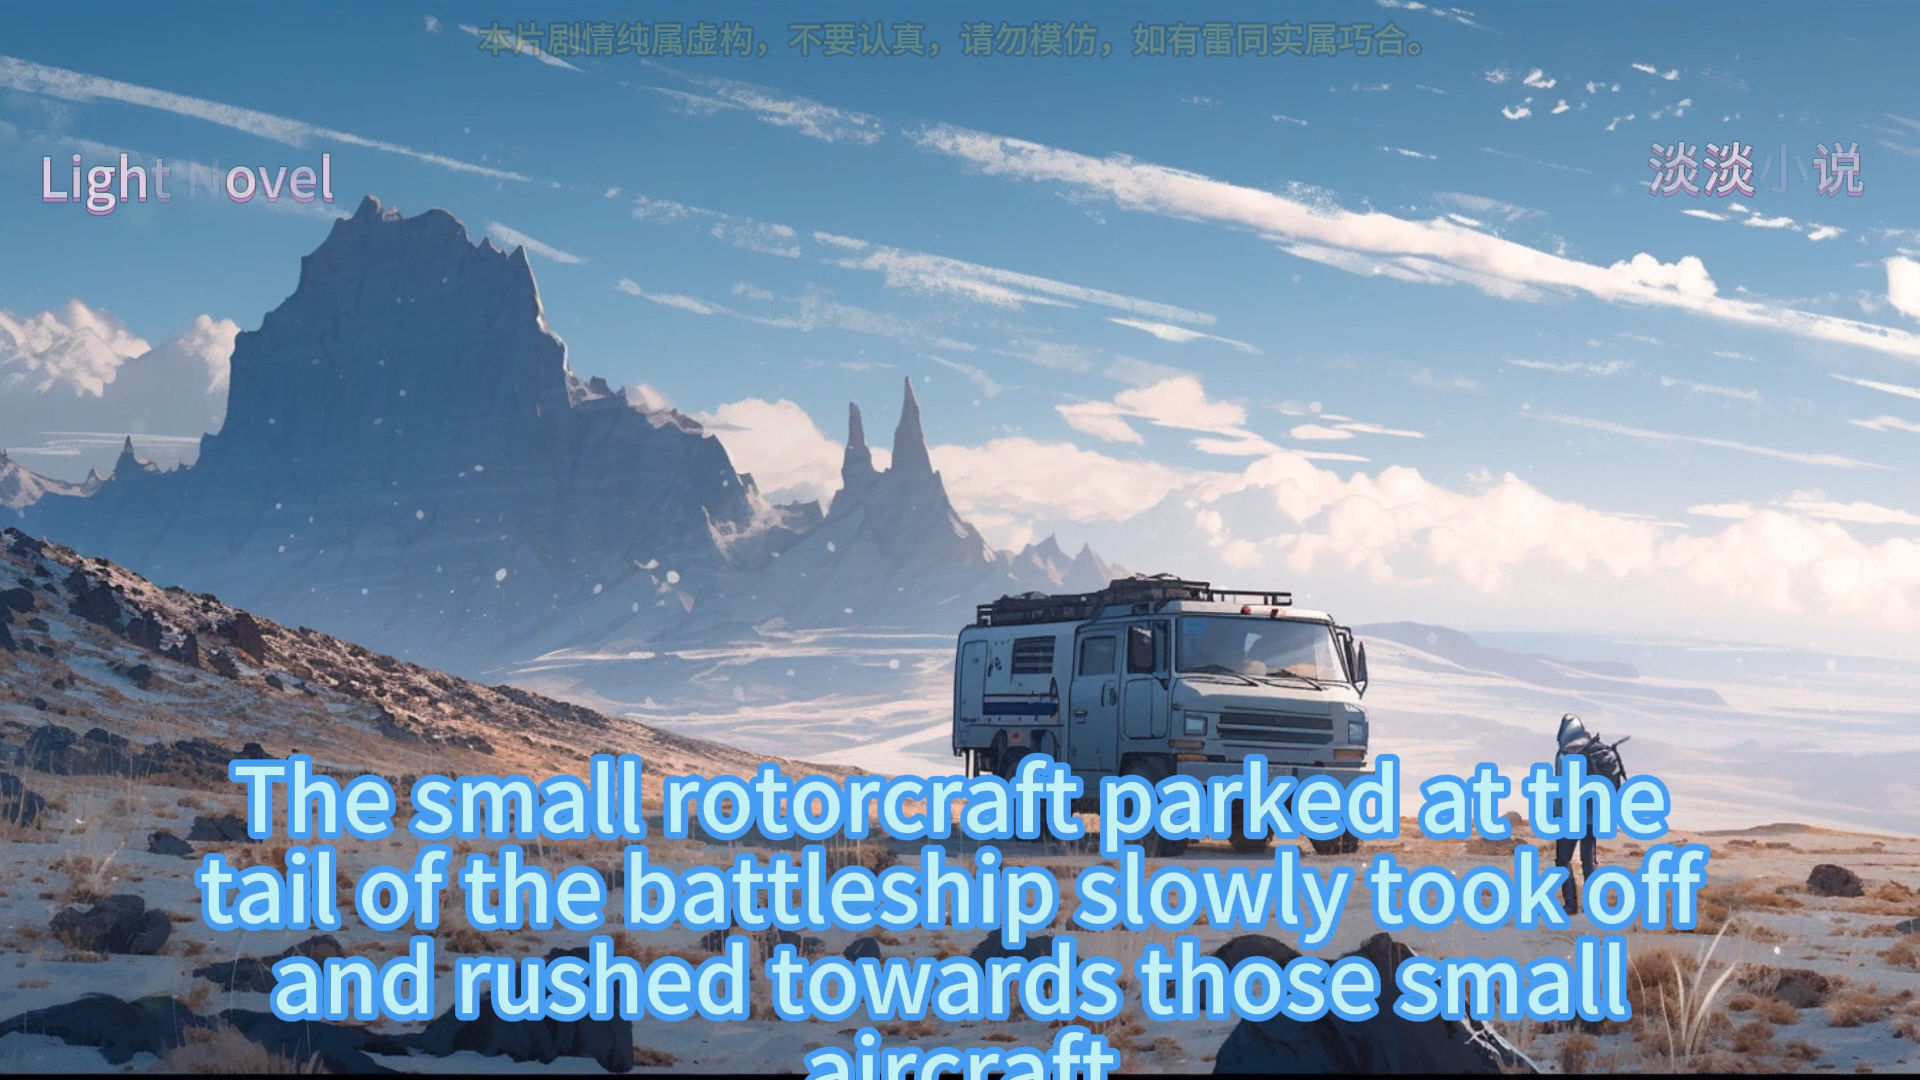 本片剧情纯属虚构，不要认真，请勿模仿，如有雷同实属巧合。
Light Novel
淡淡小说
The small rotorcraft parked at the
tail of the battleship slowly took off
and rushed towards those small
aircraft